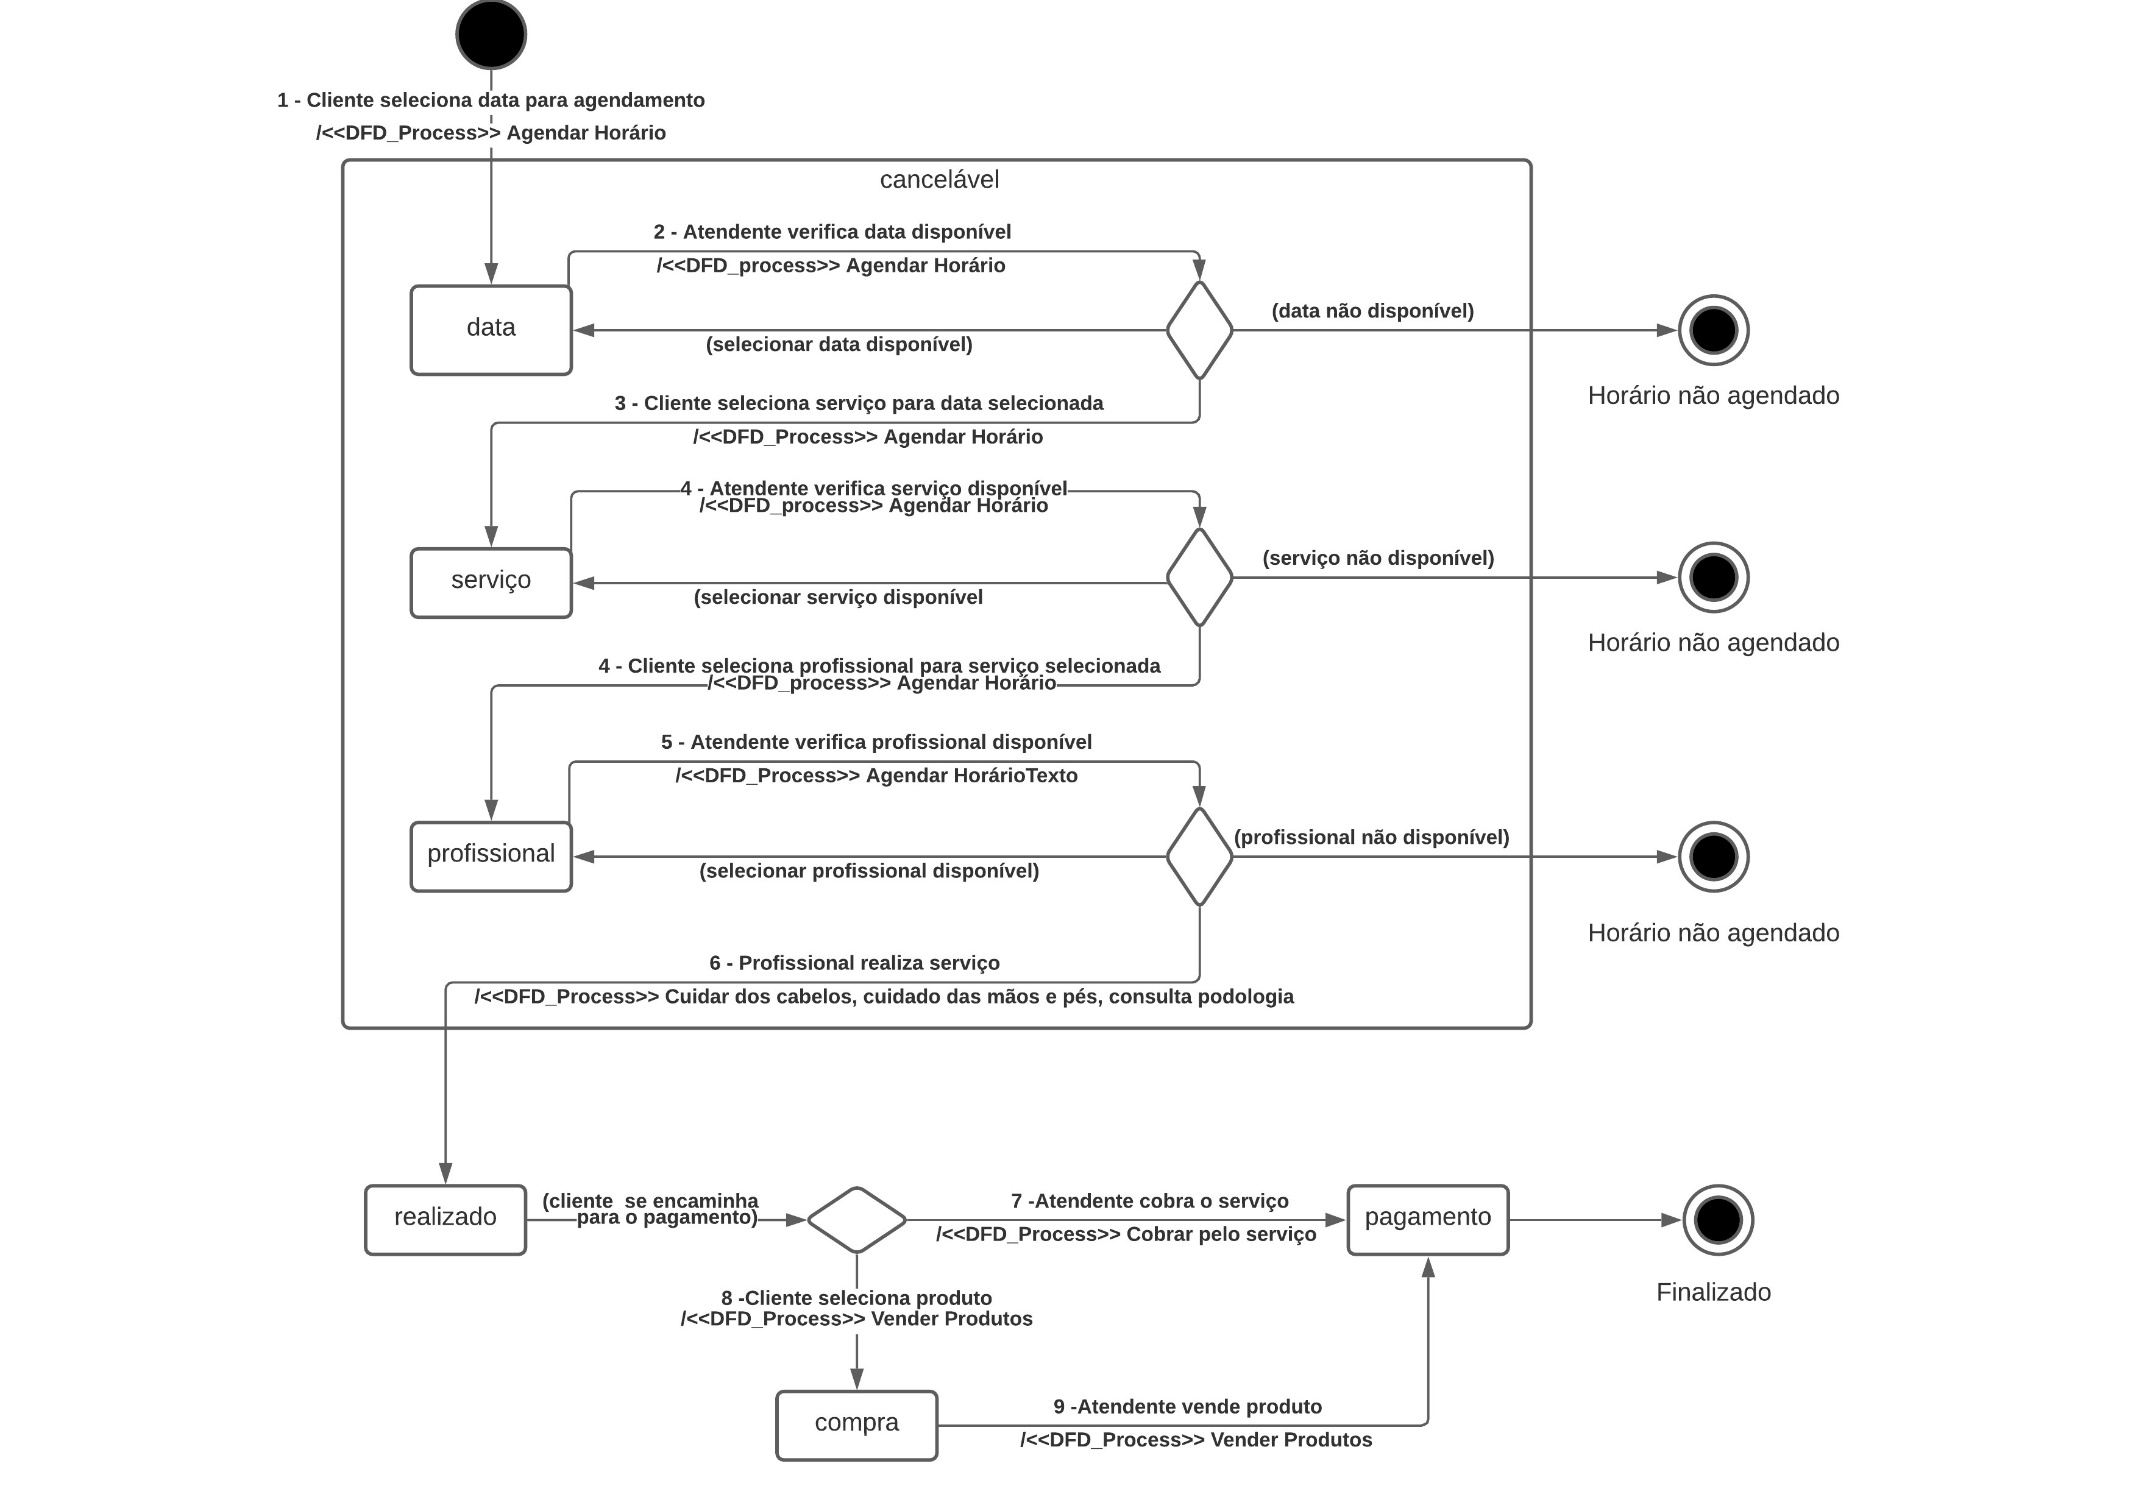 1 - Cliente seleciona data para agendamento
/<<DFD_Process>> Agendar Horário
cancelável
2 - Atendente verifica data disponível
/<<DFD_process>> Agendar Horário
data
(selecionar data disponível)
(data não disponível)
Horário não agendado
3 - Cliente seleciona serviço para data selecionada
/<<DFD_Process>> Agendar Horário
4 - Atendente verifica serviço disponível
/<<DFD_process>> Agendar Horário
serviço
(selecionar serviço disponível
(serviço não disponível)
Horário não agendado
4 - Cliente seleciona profissional para serviço selecionada
/<<DFD_process>> Agendar Horário
5 - Atendente verifica profissional disponível
/<<DFD_Process>> Agendar HorárioTexto
profissional
(selecionar profissional disponível)
(profissional não disponível)
Horário não agendado
6 - Profissional realiza serviço
/<<DFD_Process>> Cuidar dos cabelos, cuidado das mãos e pés, consulta podologia
realizado
(cliente  se encaminha
para o pagamento)
7 -Atendente cobra o serviço
/<<DFD_Process>> Cobrar pelo serviço
pagamento
Finalizado
8 -Cliente seleciona produto
/<<DFD_Process>> Vender Produtos
compra
9 -Atendente vende produto
/<<DFD_Process>> Vender Produtos